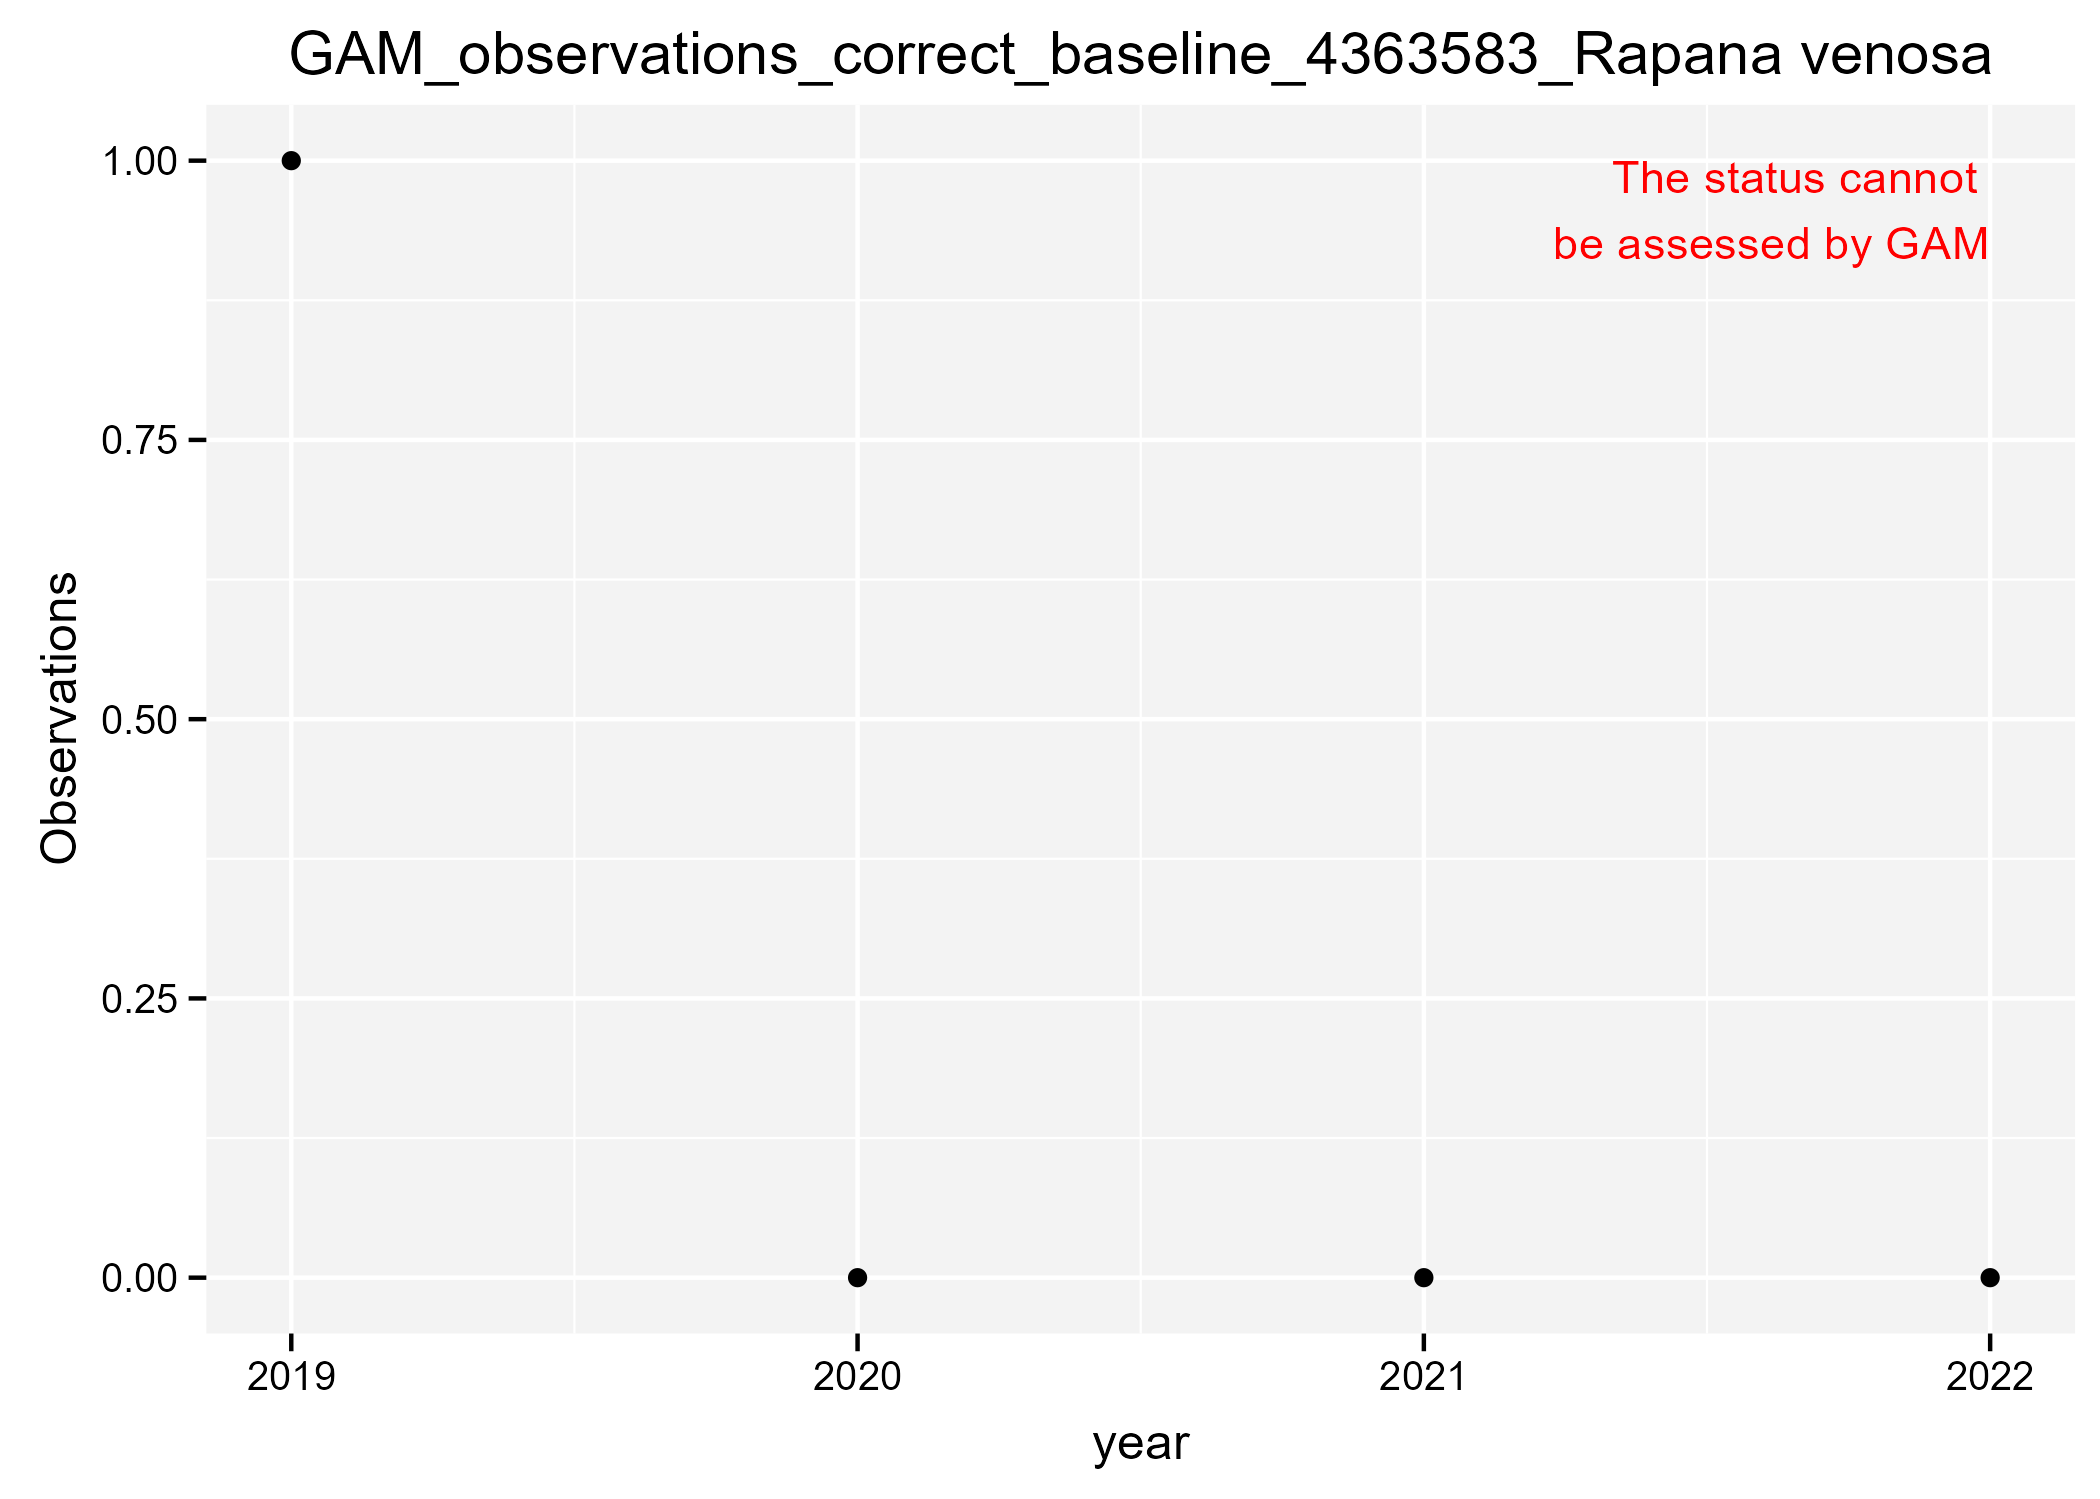 GAM_observations_correct_baseline_4363583_Rapana venosa
The status cannot
be assessed by GAM
Observations
1.00
0.75
0.50
0.25
0.00
2019
2020
2021
2022
year